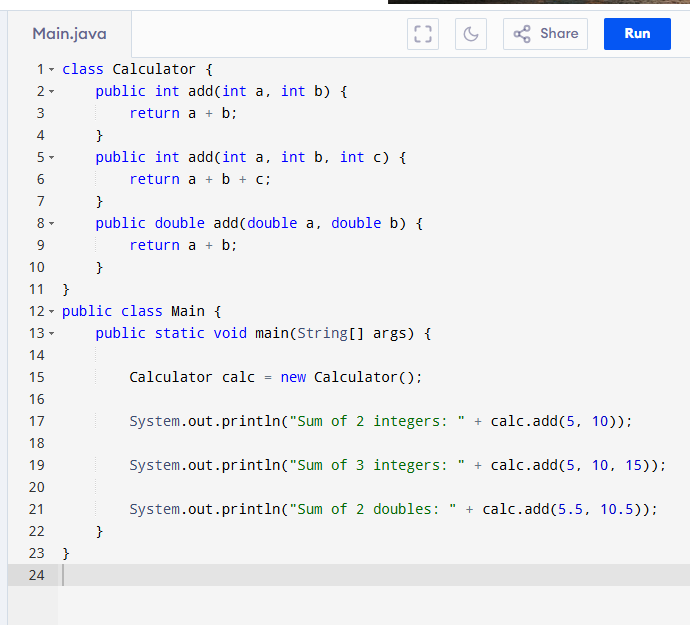 Main.java
Share
Run
1 class Calculator {
2     public int add(int a, int b) {
3         return a + b;
4     }
5     public int add(int a, int b, int c) {
6         return a + b + c;
7     }
8     public double add(double a, double b) {
9         return a + b;
10     }
11 }
12 public class Main {
13     public static void main(String[] args) {
14
15         Calculator calc = new Calculator();
16
17         System.out.println("Sum of 2 integers: " + calc.add(5, 10));
18
19         System.out.println("Sum of 3 integers: " + calc.add(5, 10, 15));
20
21         System.out.println("Sum of 2 doubles: " + calc.add(5.5, 10.5));
22     }
23 }
24